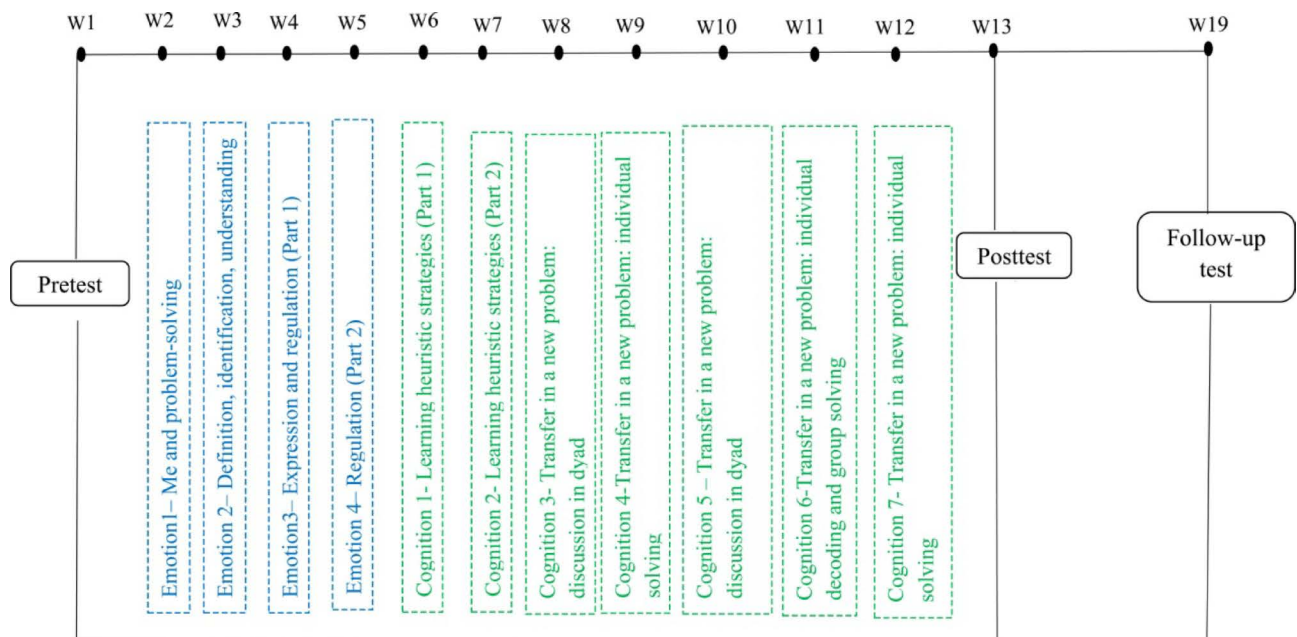 W1
W2
W3
W4
W5
W6
W7
W8
W9
W10
W11
W12
W13
W19
Pretest
Emotion1– Me and problem-solving
Emotion 2– Definition, identification, understanding
Emotion3– Expression and regulation (Part 1)
Emotion 4– Regulation (Part 2)
Cognition 1- Learning heuristic strategies (Part 1)
Cognition 2- Learning heuristic strategies (Part 2)
Cognition 3- Transfer in a new problem:
discussion in dyad
Cognition 4-Transfer in a new problem: individual
solving
Cognition 5 – Transfer in a new problem:
discussion in dyad
Cognition 6-Transfer in a new problem: individual
decoding and group solving
Cognition 7- Transfer in a new problem: individual
solving
Posttest
Follow-up
test